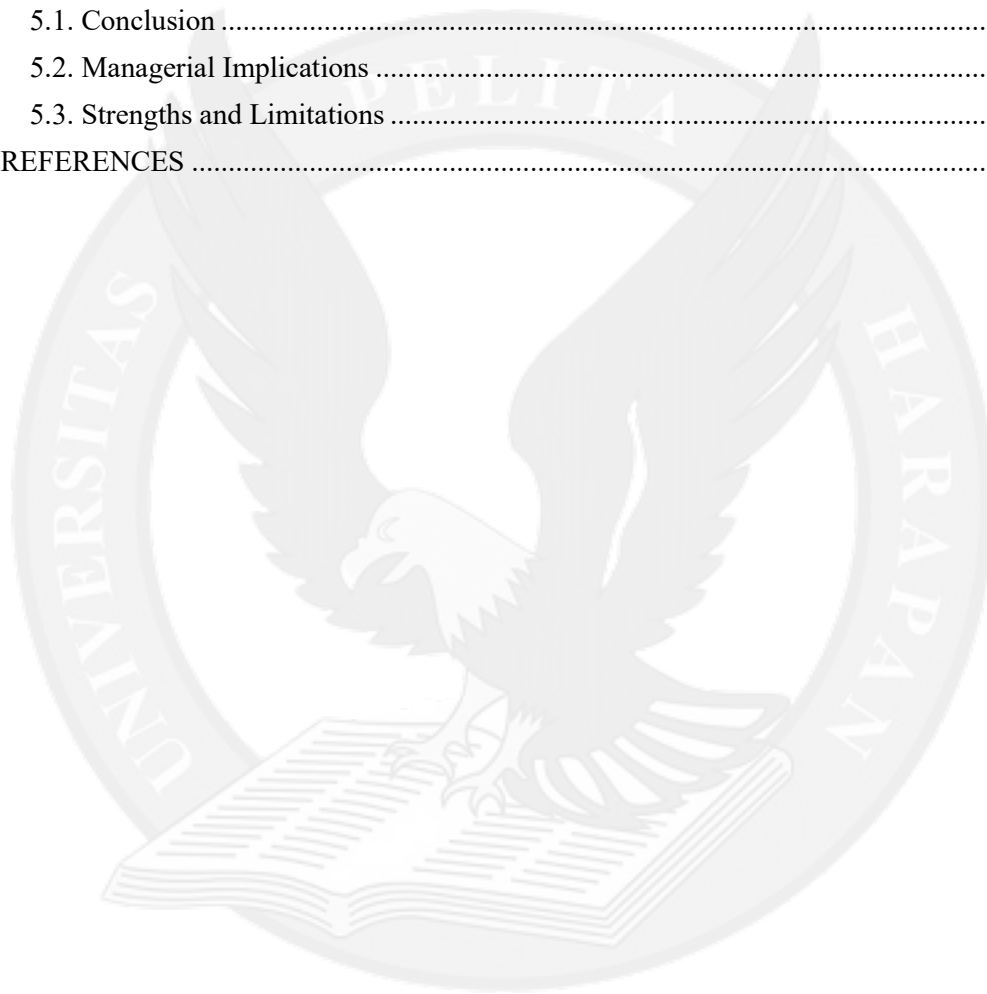 5.1. Conclusion ........................................................................................................
5.2. Managerial Implications ...................................................................................
5.3. Strengths and Limitations .................................................................................
REFERENCES ............................................................................................................
UNIVERSITAS PELITA HARAPAN